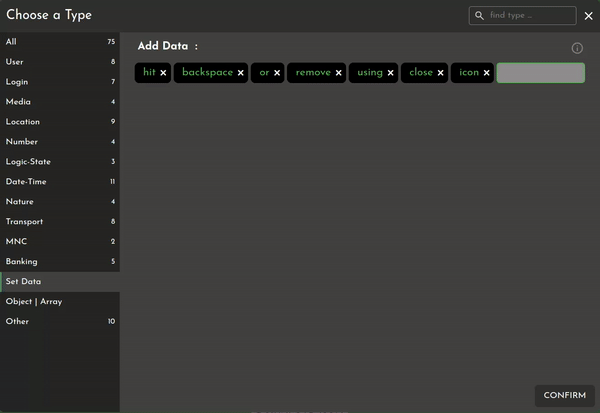 Choose a Type
find type ...
All 75
User 8
Login 7
Media 4
Location 9
Number 4
Logic-State 3
Date-Time 11
Nature 4
Transport 8
MNC 2
Banking 5
Set Data
Object | Array
Other 10
Add Data :
hit backspace or remove using close icon
CONFIRM